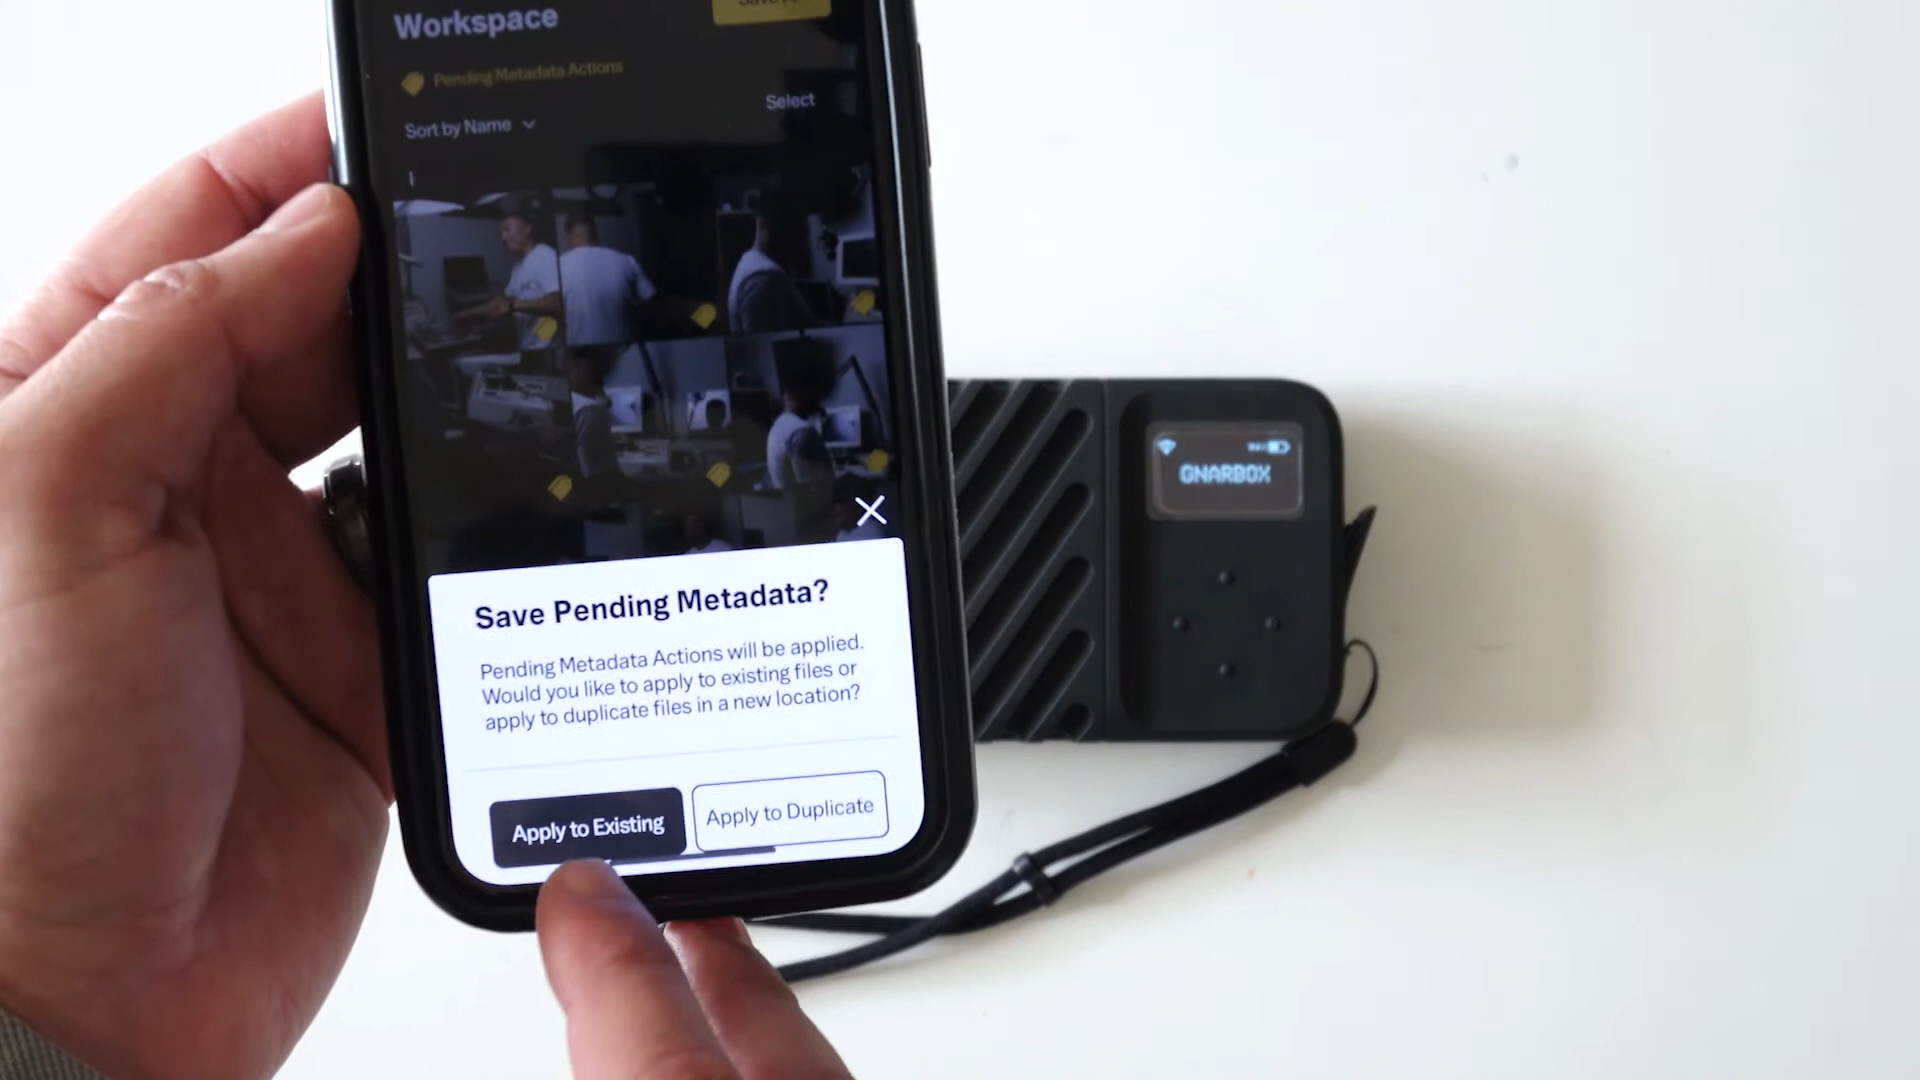 Workspace
Pending Metadata Actions
Select
Sort by Name
GNARBOX
Save Pending Metadata?
Pending Metadata Actions will be applied.
Would you like to apply to existing files or
apply to duplicate files in a new location?
Apply to Existing
Apply to Duplicate